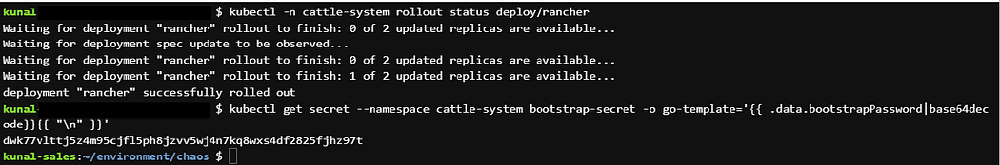 kunal $ kubectl -n cattle-system rollout status deploy/rancher
Waiting for deployment "rancher" rollout to finish: 0 of 2 updated replicas are available...
Waiting for deployment spec update to be observed...
Waiting for deployment "rancher" rollout to finish: 0 of 2 updated replicas are available...
Waiting for deployment "rancher" rollout to finish: 1 of 2 updated replicas are available...
deployment "rancher" successfully rolled out
kunal $ kubectl get secret --namespace cattle-system bootstrap-secret -o go-template='{{ .data.bootstrapPassword|base64dec
ode}}{{ "\n" }}'
dwk77vlttj5z4m95cjfl5ph8jzvv5wj4n7kq8wxs4df2825fjhz97t
kunal-sales:~/environment/chaos $